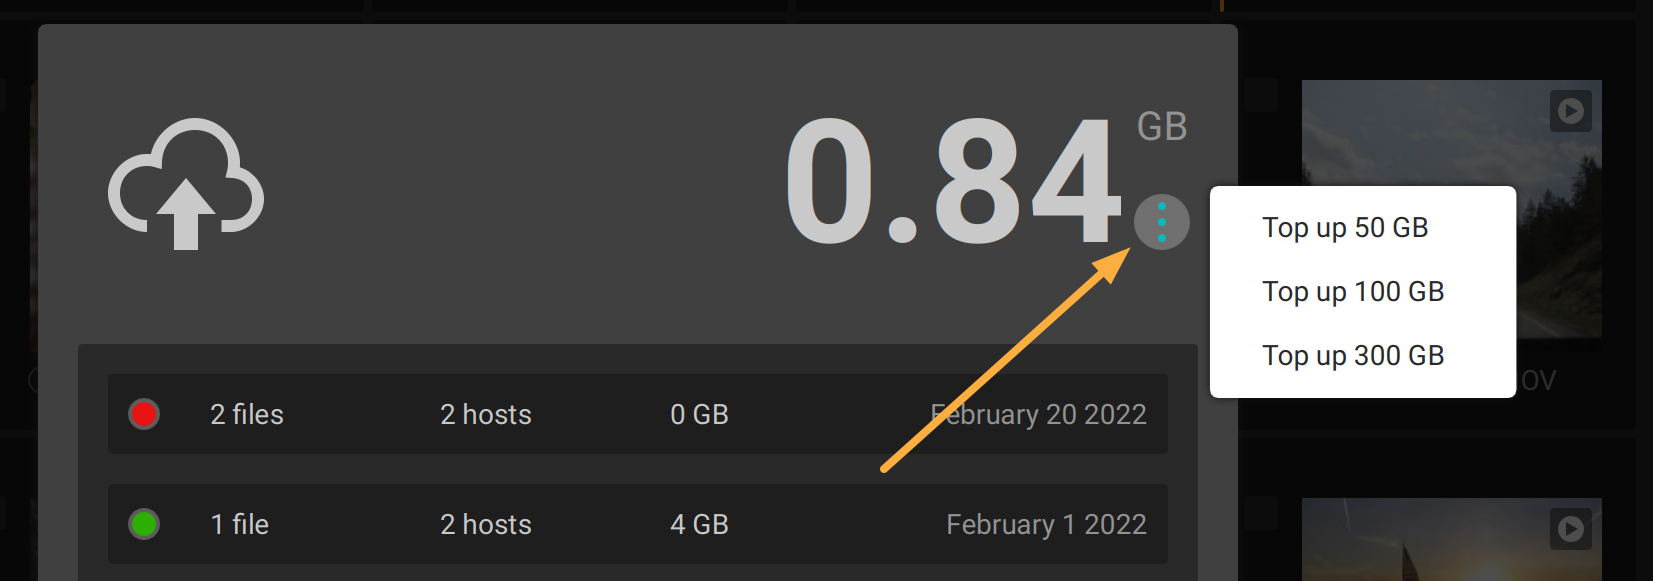 0.84 GB
Top up 50 GB
Top up 100 GB
Top up 300 GB
2 files 2 hosts 0 GB February 20 2022
1 file 2 hosts 4 GB February 1 2022
OV